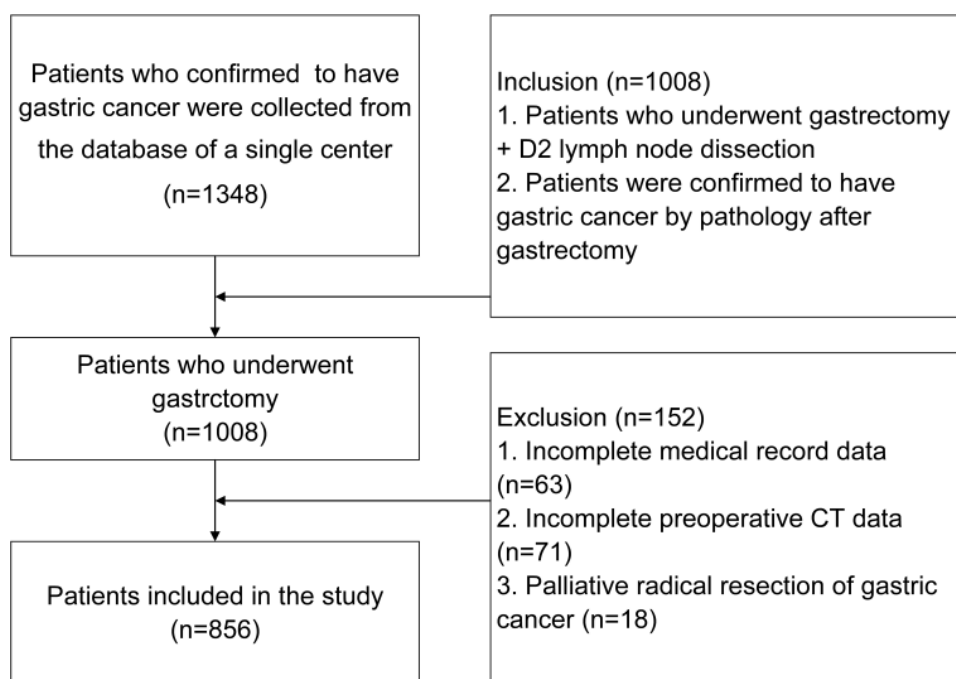 Patients who confirmed to have
gastric cancer were collected from
the database of a single center
(n=1348)
Inclusion (n=1008)
1. Patients who underwent gastrectomy
+ D2 lymph node dissection
2. Patients were confirmed to have
gastric cancer by pathology after
gastrectomy
Patients who underwent
gastrctomy
(n=1008)
Exclusion (n=152)
1. Incomplete medical record data
(n=63)
2. Incomplete preoperative CT data
(n=71)
3. Palliative radical resection of gastric
cancer (n=18)
Patients included in the study
(n=856)